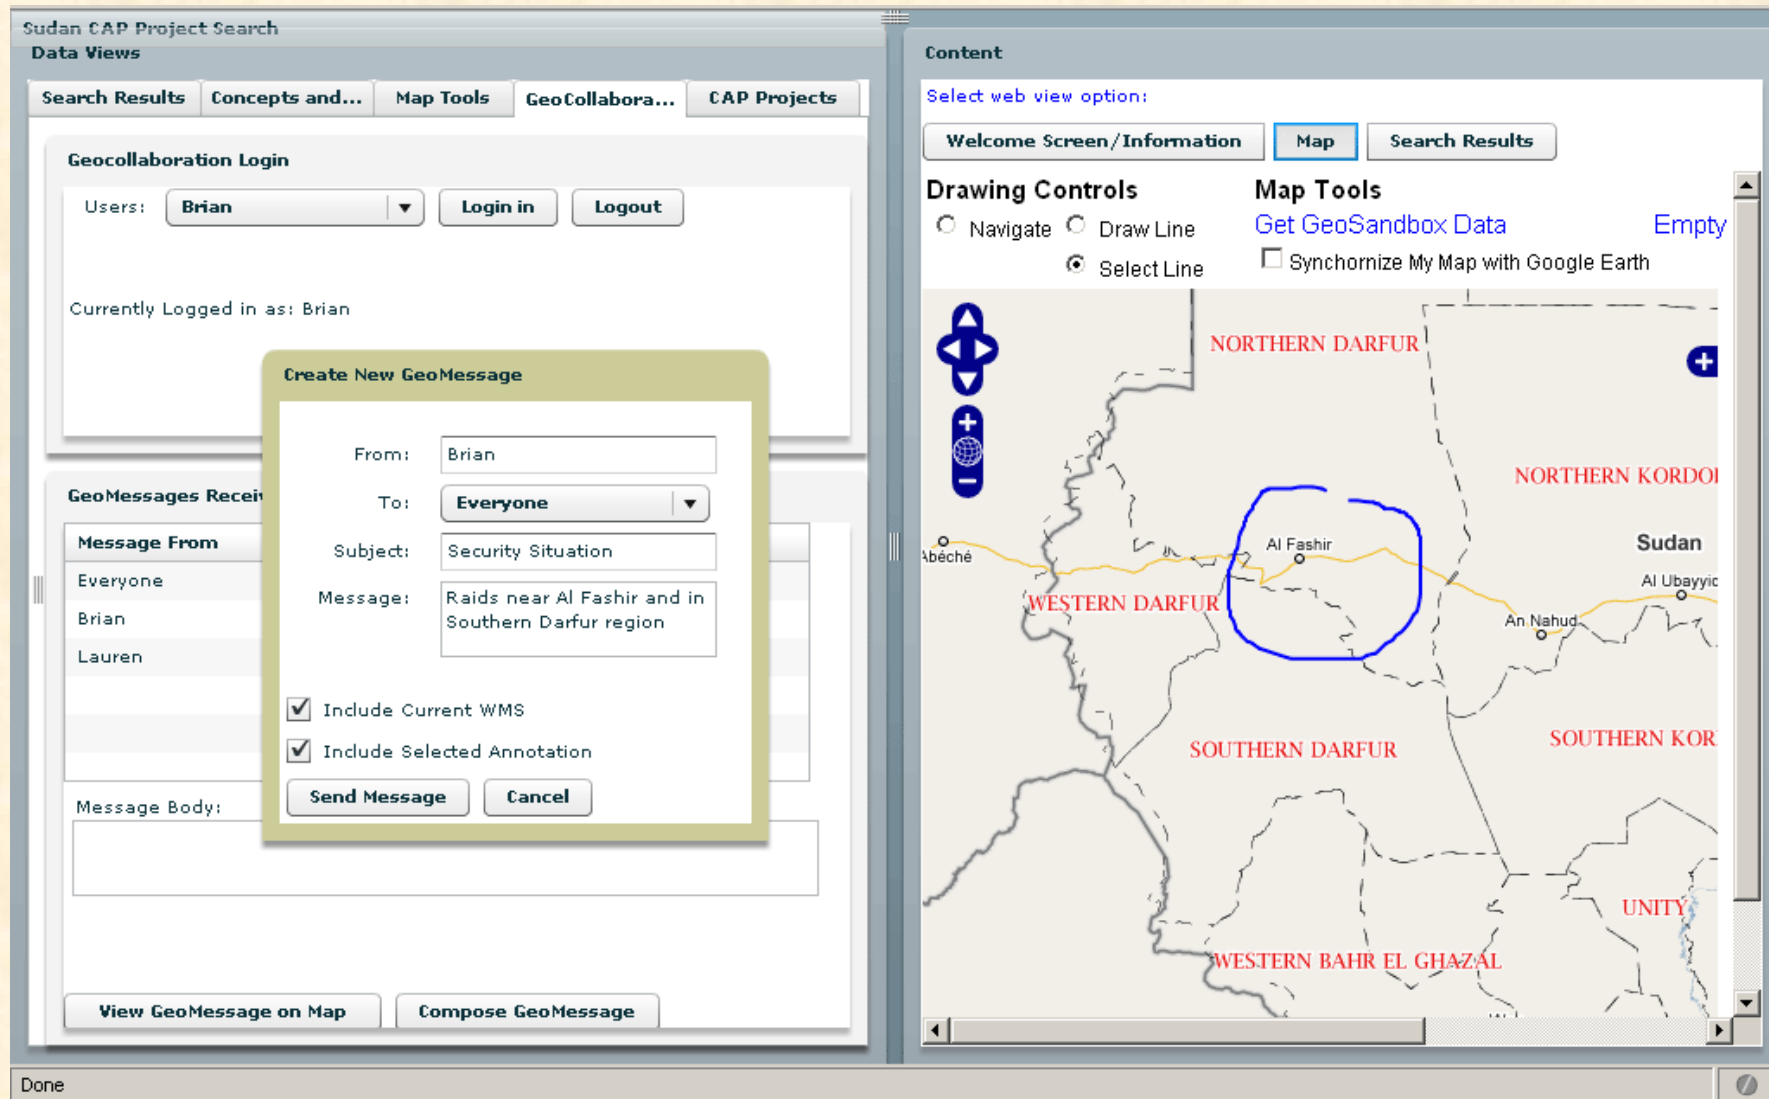 Sudan CAP Project Search
Data Views
Search Results
Concepts and...
Map Tools
GeoCollabora...
CAP Projects
Geocollaboration Login
Users:
Brian
Login in
Logout
Currently Logged in as: Brian
Create New GeoMessage
From:
Brian
To:
Everyone
Subject:
Security Situation
Message:
Raids near Al Fashir and in
Southern Darfur region
Include Current WMS
Include Selected Annotation
Send Message
Cancel
GeoMessages Recei
Message From
Everyone
Brian
Lauren
Message Body:
View GeoMessage on Map
Compose GeoMessage
Content
Select web view option:
Welcome Screen/Information
Map
Search Results
Drawing Controls
Navigate
Draw Line
Select Line
Map Tools
Get GeoSandbox Data
Empty
Synchornize My Map with Google Earth
NORTHERN DARFUR
NORTHERN KORDO
Abéché
Al Fashir
Sudan
Al Ubayyi
WESTERN DARFUR
An Nahud
SOUTHERN DARFUR
SOUTHERN KOR
UNITY
WESTERN BAHR EL GHAZAL
Done